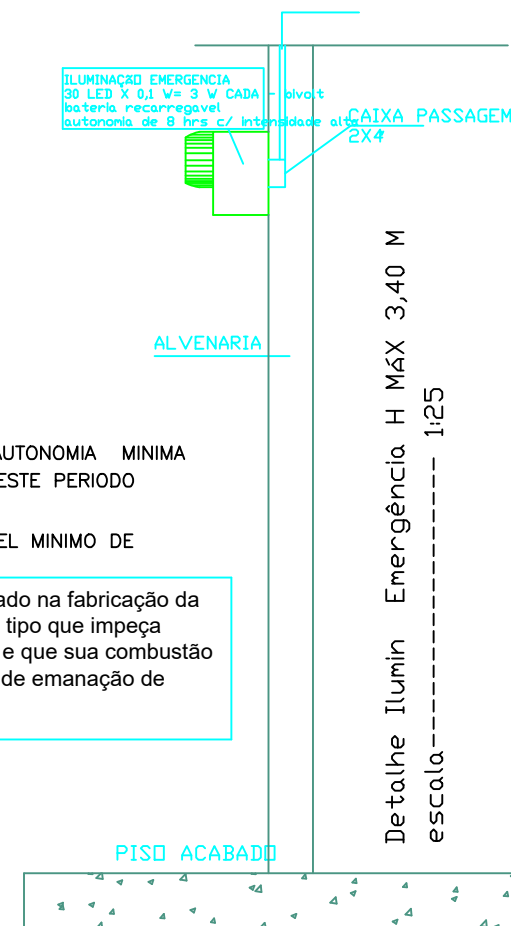 ILUMINAÇÃO EMERGENCIA
30 LED X 0,1 W= 3 W CADA - bivolt
bateria recarregavel
autonomia de 8 hrs c/ intensidade alta
CAIXA PASSAGEM
2X4"
ALVENARIA
AUTONOMIA MINIMA
ESTE PERIODO
EL MINIMO DE
ado na fabricação da
tipo que impeça
e que sua combustão
de emanação de
PISO ACABADO
Detalhe Ilumin Emergência H MÁX 3,40 M
escala---------------------- 1:25